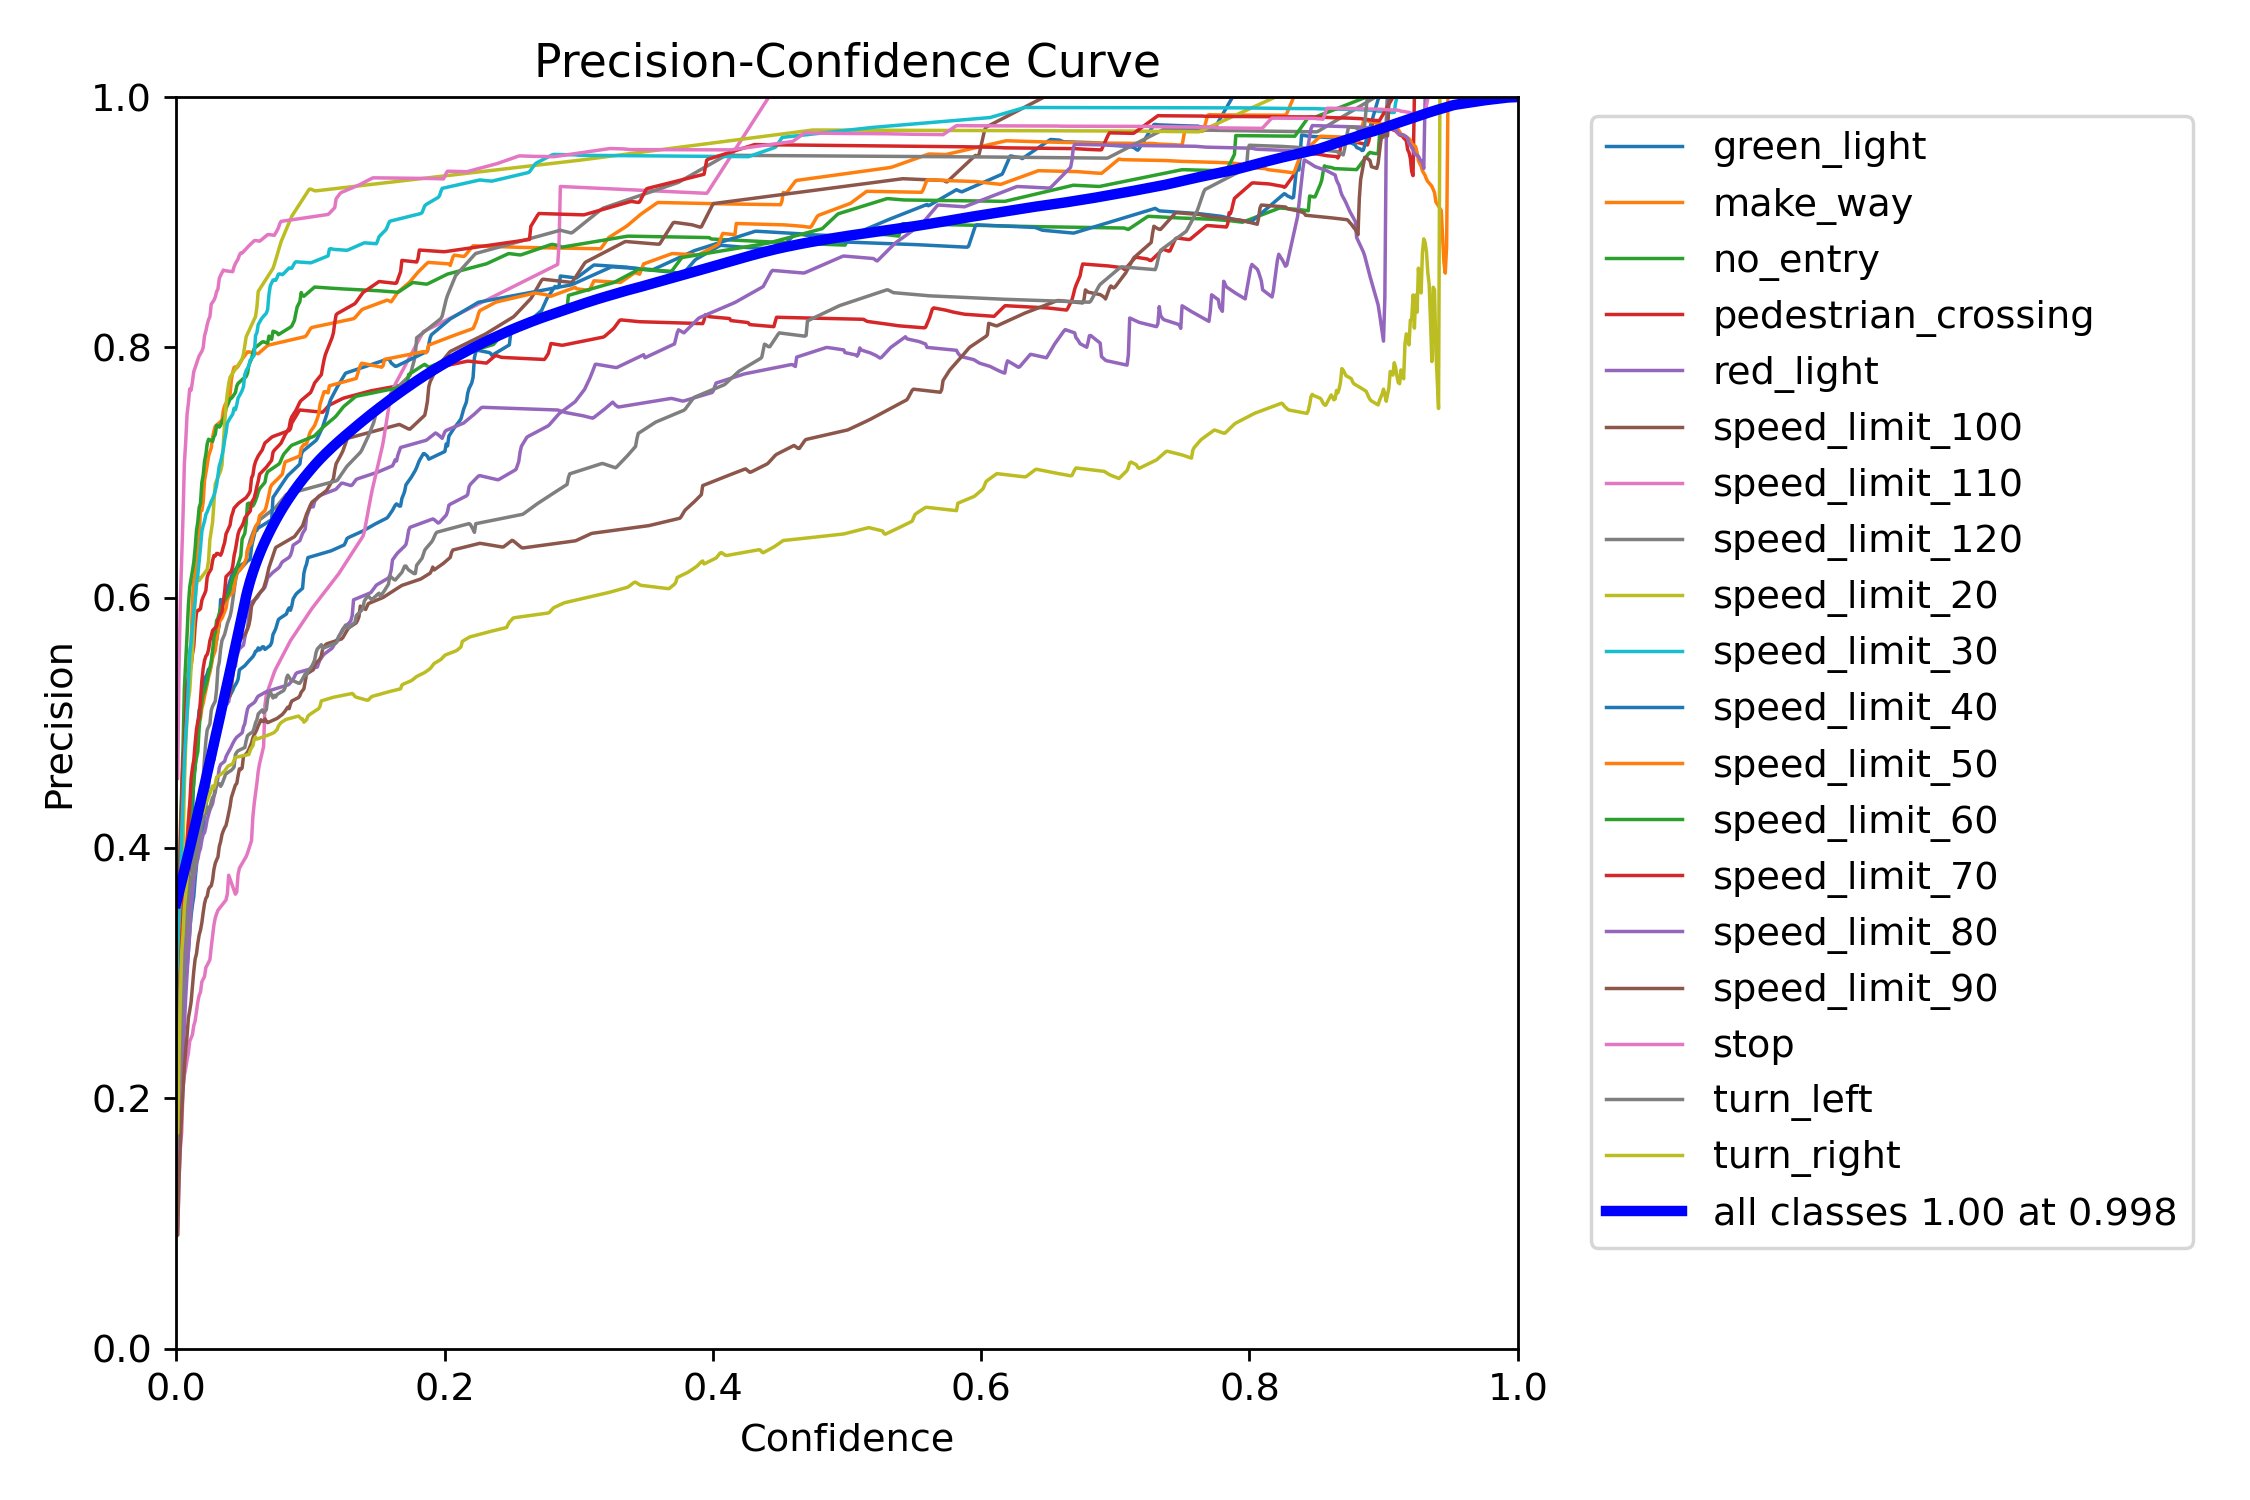 Precision-Confidence Curve
1.0
0.8
0.6
0.4
0.2
0.0
Precision
0.0 0.2 0.4 0.6 0.8 1.0
Confidence
green_light
make_way
no_entry
pedestrian_crossing
red_light
speed_limit_100
speed_limit_110
speed_limit_120
speed_limit_20
speed_limit_30
speed_limit_40
speed_limit_50
speed_limit_60
speed_limit_70
speed_limit_80
speed_limit_90
stop
turn_left
turn_right
all classes 1.00 at 0.998